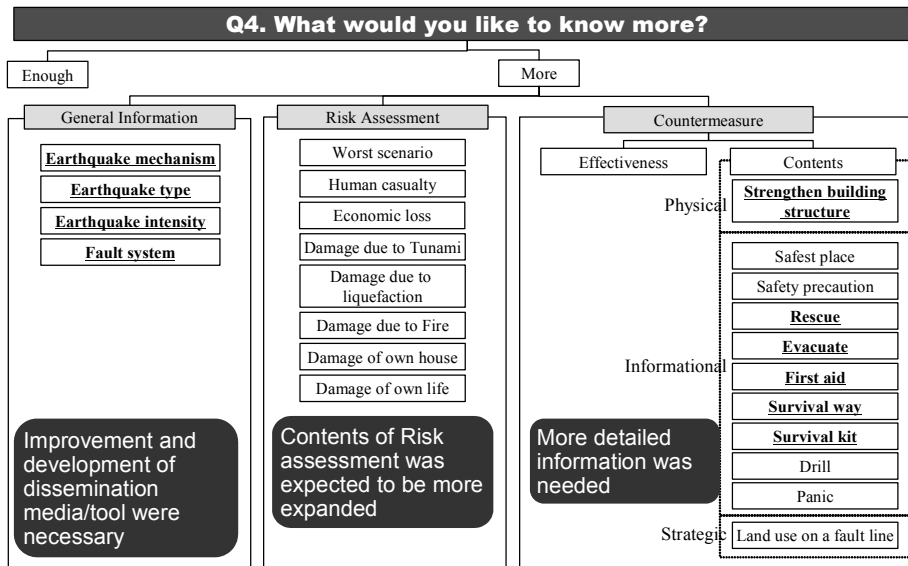 Q4. What would you like to know more?
Enough
More
General Information
Earthquake mechanism
Earthquake type
Earthquake intensity
Fault system
Improvement and
development of
dissemination
media/tool were
necessary
Risk Assessment
Worst scenario
Human casualty
Economic loss
Damage due to Tunami
Damage due to
liquefaction
Damage due to Fire
Damage of own house
Damage of own life
Contents of Risk
assessment was
expected to be more
expanded
Countermeasure
Effectiveness
Contents
Physical
Strengthen building
structure
Informational
Safest place
Safety precaution
Rescue
Evacuate
First aid
Survival way
Survival kit
Drill
Panic
More detailed
information was
needed
Strategic
Land use on a fault line